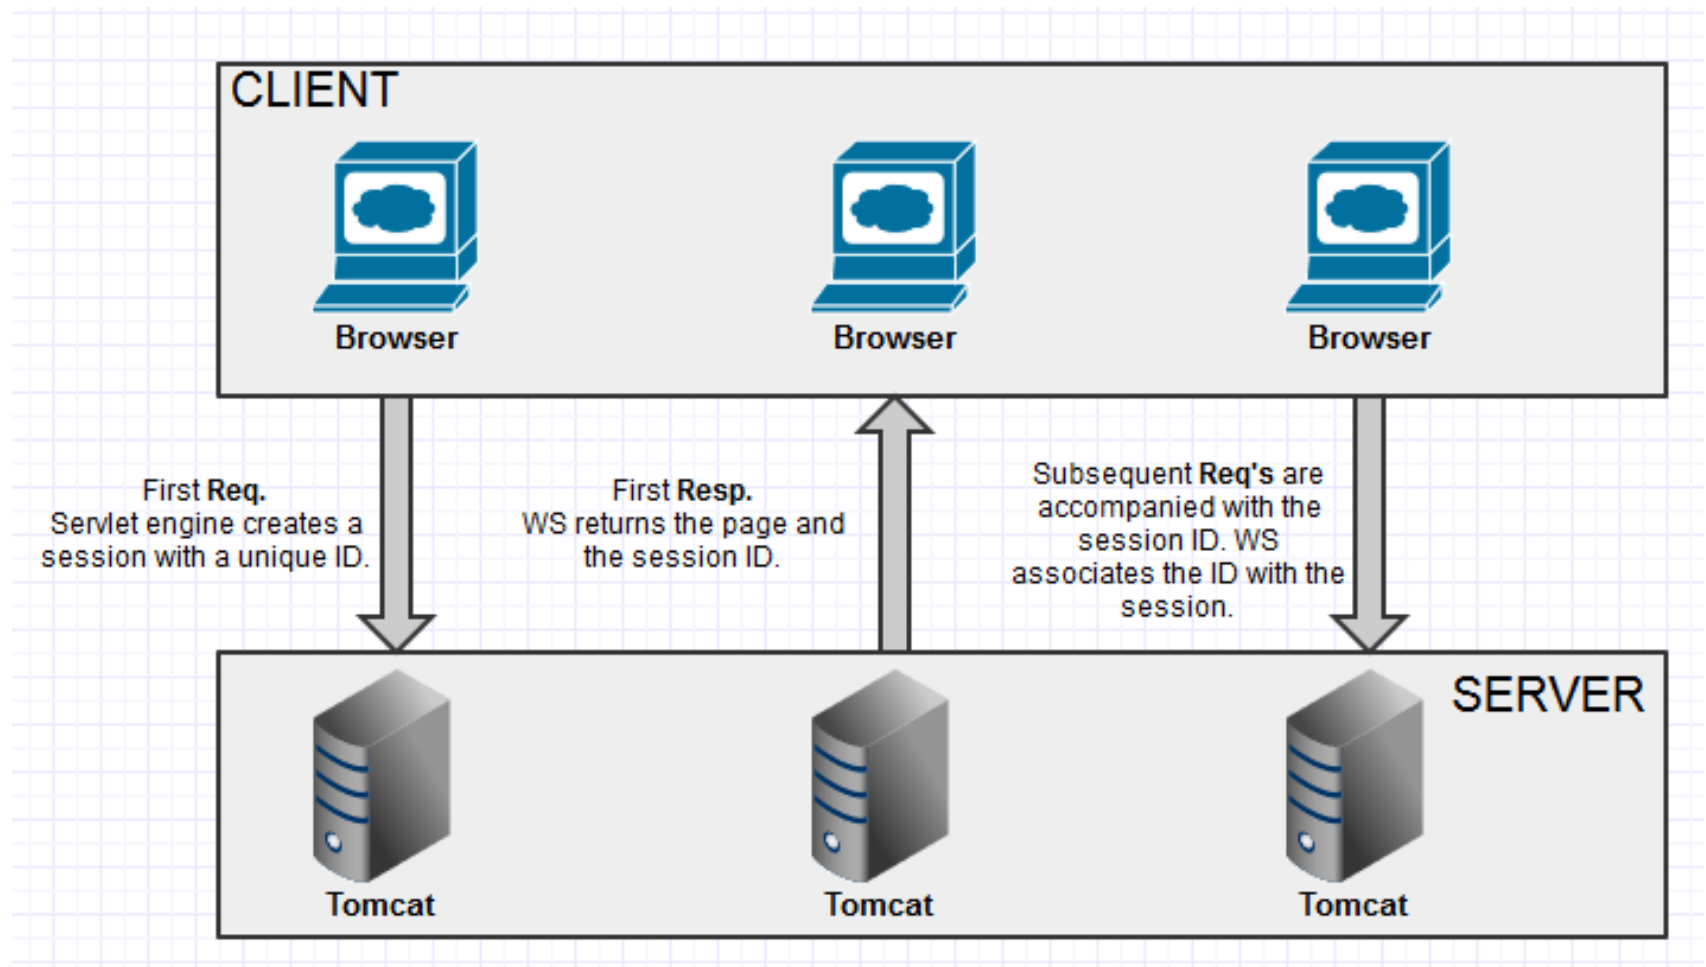 CLIENT
Browser
Browser
Browser
First Req.
Servlet engine creates a
session with a unique ID.
First Resp.
WS returns the page and
the session ID.
Subsequent Req's are
accompanied with the
session ID. WS
associates the ID with the
session.
SERVER
Tomcat
Tomcat
Tomcat